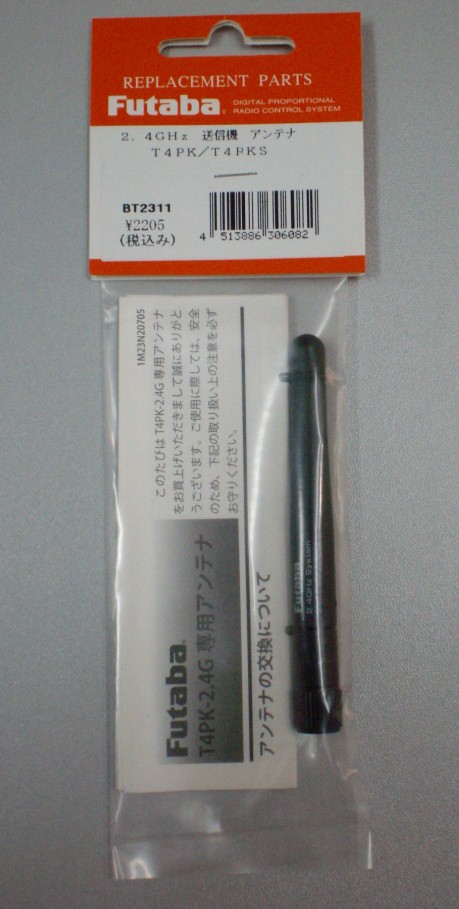 REPLACEMENT PARTS
Futaba® DIGITAL PROPORTIONAL
RADIO CONTROL SYSTEM
2.4GHz 送信機 アンテナ
T4PK/T4PKS
BT2311
¥2205
(税込み)
4 513886 306082
1M23N20705
このたびは T4PK-2.4G 専用アンテナ
をお買上げいただきまして誠にありがと
うございます。ご使用に際しては、安全
のため、下記の取り扱い上の注意を必ず
お守りください。
Futaba®
T4PK-2.4G 専用アンテナ
アンテナの交換について
Futaba
2.4GHz System